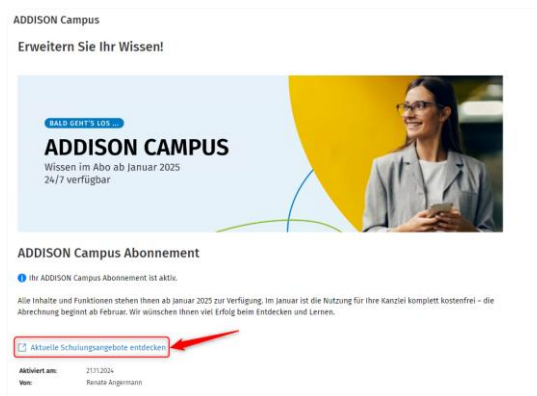 ADDISON Campus
Erweitern Sie Ihr Wissen!
BALD GEHT'S LOS ...
ADDISON CAMPUS
Wissen im Abo ab Januar 2025
24/7 verfügbar
ADDISON Campus Abonnement
Ihr ADDISON Campus Abonnement ist aktiv.
Alle Inhalte und Funktionen stehen Ihnen ab Januar 2025 zur Verfügung. Im Januar ist die Nutzung für Ihre Kanzlei komplett kostenfrei – die
Abrechnung beginnt ab Februar. Wir wünschen Ihnen viel Erfolg beim Entdecken und Lernen.
Aktuelle Schulungsangebote entdecken
Aktiviert am: 21.11.2024
Von: Renate Angermann